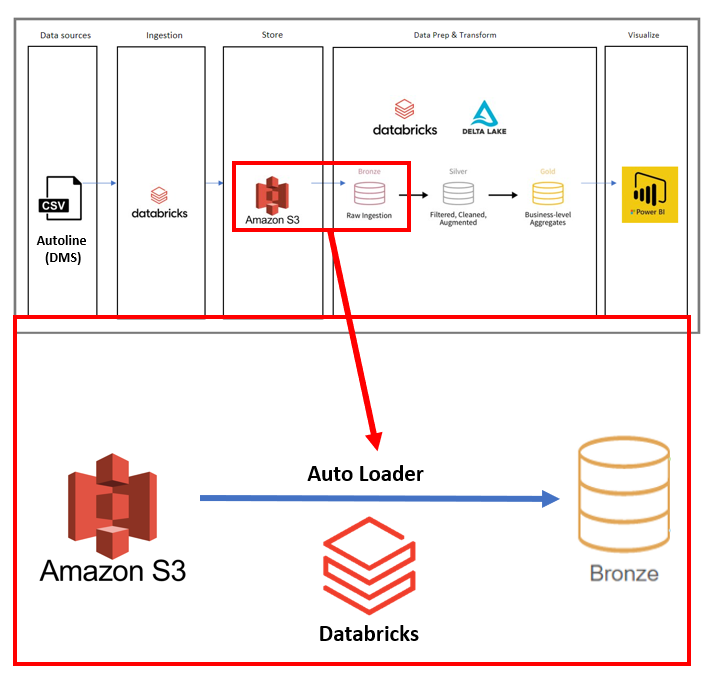 Data sources
Ingestion
Store
Data Prep & Transform
Visualize
databricks
DELTA LAKE
CSV
Autoline
(DMS)
databricks
Amazon S3
Bronze
Raw Ingestion
Silver
Filtered, Cleaned,
Augmented
Gold
Business-level
Aggregates
Power BI
Auto Loader
Amazon S3
Databricks
Bronze